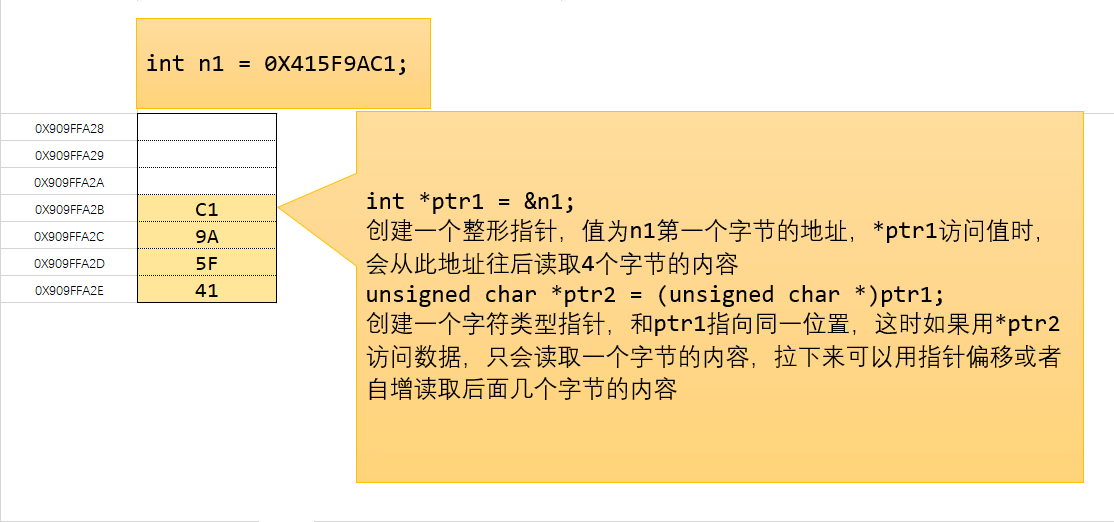 int n1 = 0X415F9AC1;
0X909FFA28
0X909FFA29
0X909FFA2A
0X909FFA2B
C1
0X909FFA2C
9A
0X909FFA2D
5F
0X909FFA2E
41
int *ptr1 = &n1;
创建一个整形指针，值为n1第一个字节的地址，*ptr1访问值时，
会从此地址往后读取4个字节的内容
unsigned char *ptr2 = (unsigned char *)ptr1;
创建一个字符类型指针，和ptr1指向同一位置，这时如果用*ptr2
访问数据，只会读取一个字节的内容，拉下来可以用指针偏移或者
自增读取后面几个字节的内容